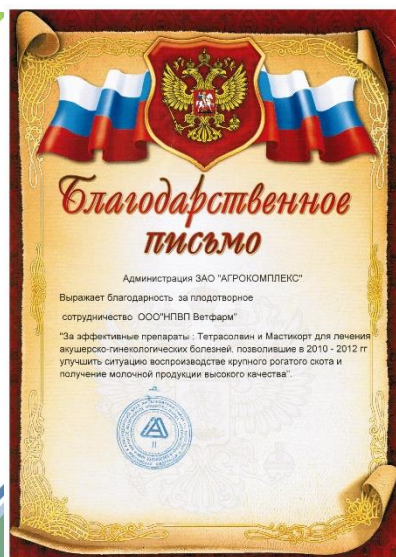 Благодарственное
письмо
Администрация ЗАО "АГРОКОМПЛЕКС"
Выражает благодарность за плодотворное
сотрудничество ООО"НПВП Ветфарм"
"За эффективные препараты : Тетрасолвин и Мастикорт для лечения
акушерско-гинекологических болезней, позволившие в 2010 - 2012 гг
улучшить ситуацию воспроизводстве крупного рогатого скота и
получение молочной продукции высокого качества".